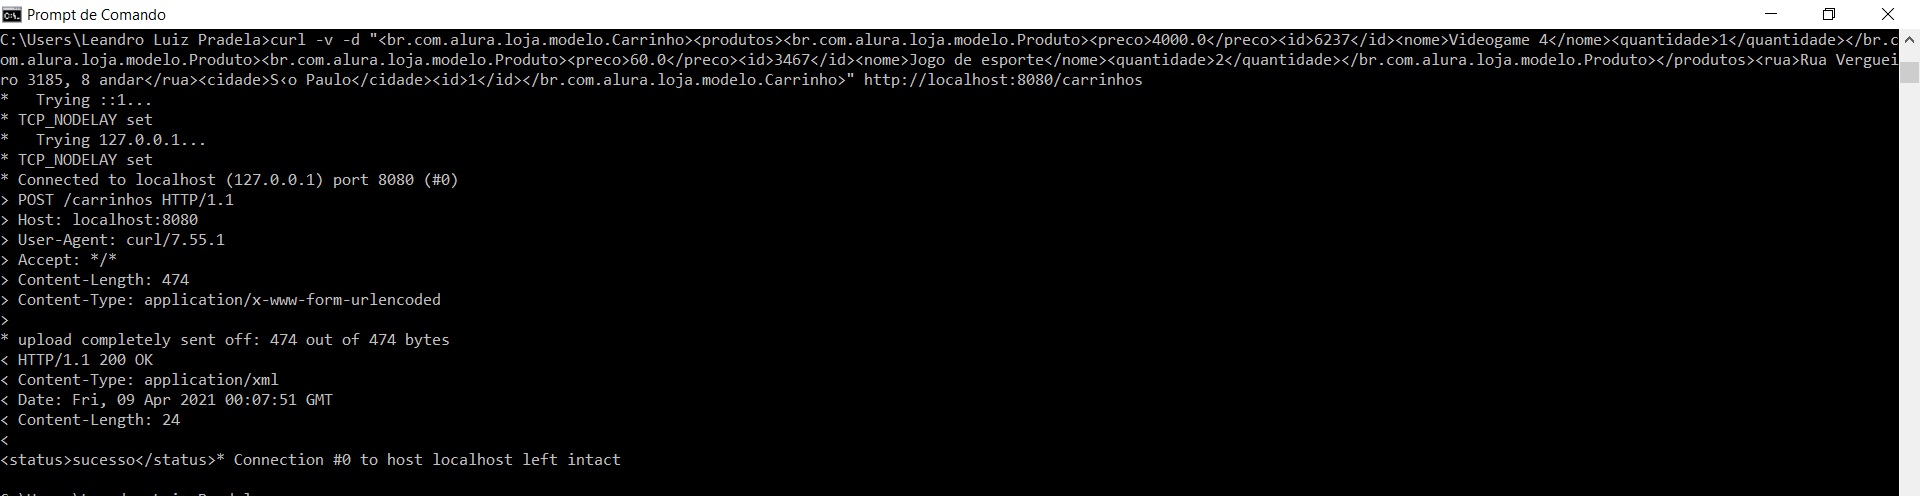 Prompt de Comando
C:\Users\Leandro Luiz Pradela>curl -v -d "<br.com.alura.loja.modelo.Carrinho><produtos><br.com.alura.loja.modelo.Produto><preco>4000.0</preco><id>6237</id><nome>Videogame 4</nome><quantidade>1</quantidade></br.c
om.alura.loja.modelo.Produto><br.com.alura.loja.modelo.Produto><preco>60.0</preco><id>3467</id><nome>Jogo de esporte</nome><quantidade>2</quantidade></br.com.alura.loja.modelo.Produto></produtos><rua>Rua Verguei
ro 3185, 8 andar</rua><cidade>S‹o Paulo</cidade><id>1</id></br.com.alura.loja.modelo.Carrinho>" http://localhost:8080/carrinhos
*   Trying ::1...
* TCP_NODELAY set
*   Trying 127.0.0.1...
* TCP_NODELAY set
* Connected to localhost (127.0.0.1) port 8080 (#0)
> POST /carrinhos HTTP/1.1
> Host: localhost:8080
> User-Agent: curl/7.55.1
> Accept: */*
> Content-Length: 474
> Content-Type: application/x-www-form-urlencoded
>
* upload completely sent off: 474 out of 474 bytes
< HTTP/1.1 200 OK
< Content-Type: application/xml
< Date: Fri, 09 Apr 2021 00:07:51 GMT
< Content-Length: 24
<
<status>sucesso</status>* Connection #0 to host localhost left intact